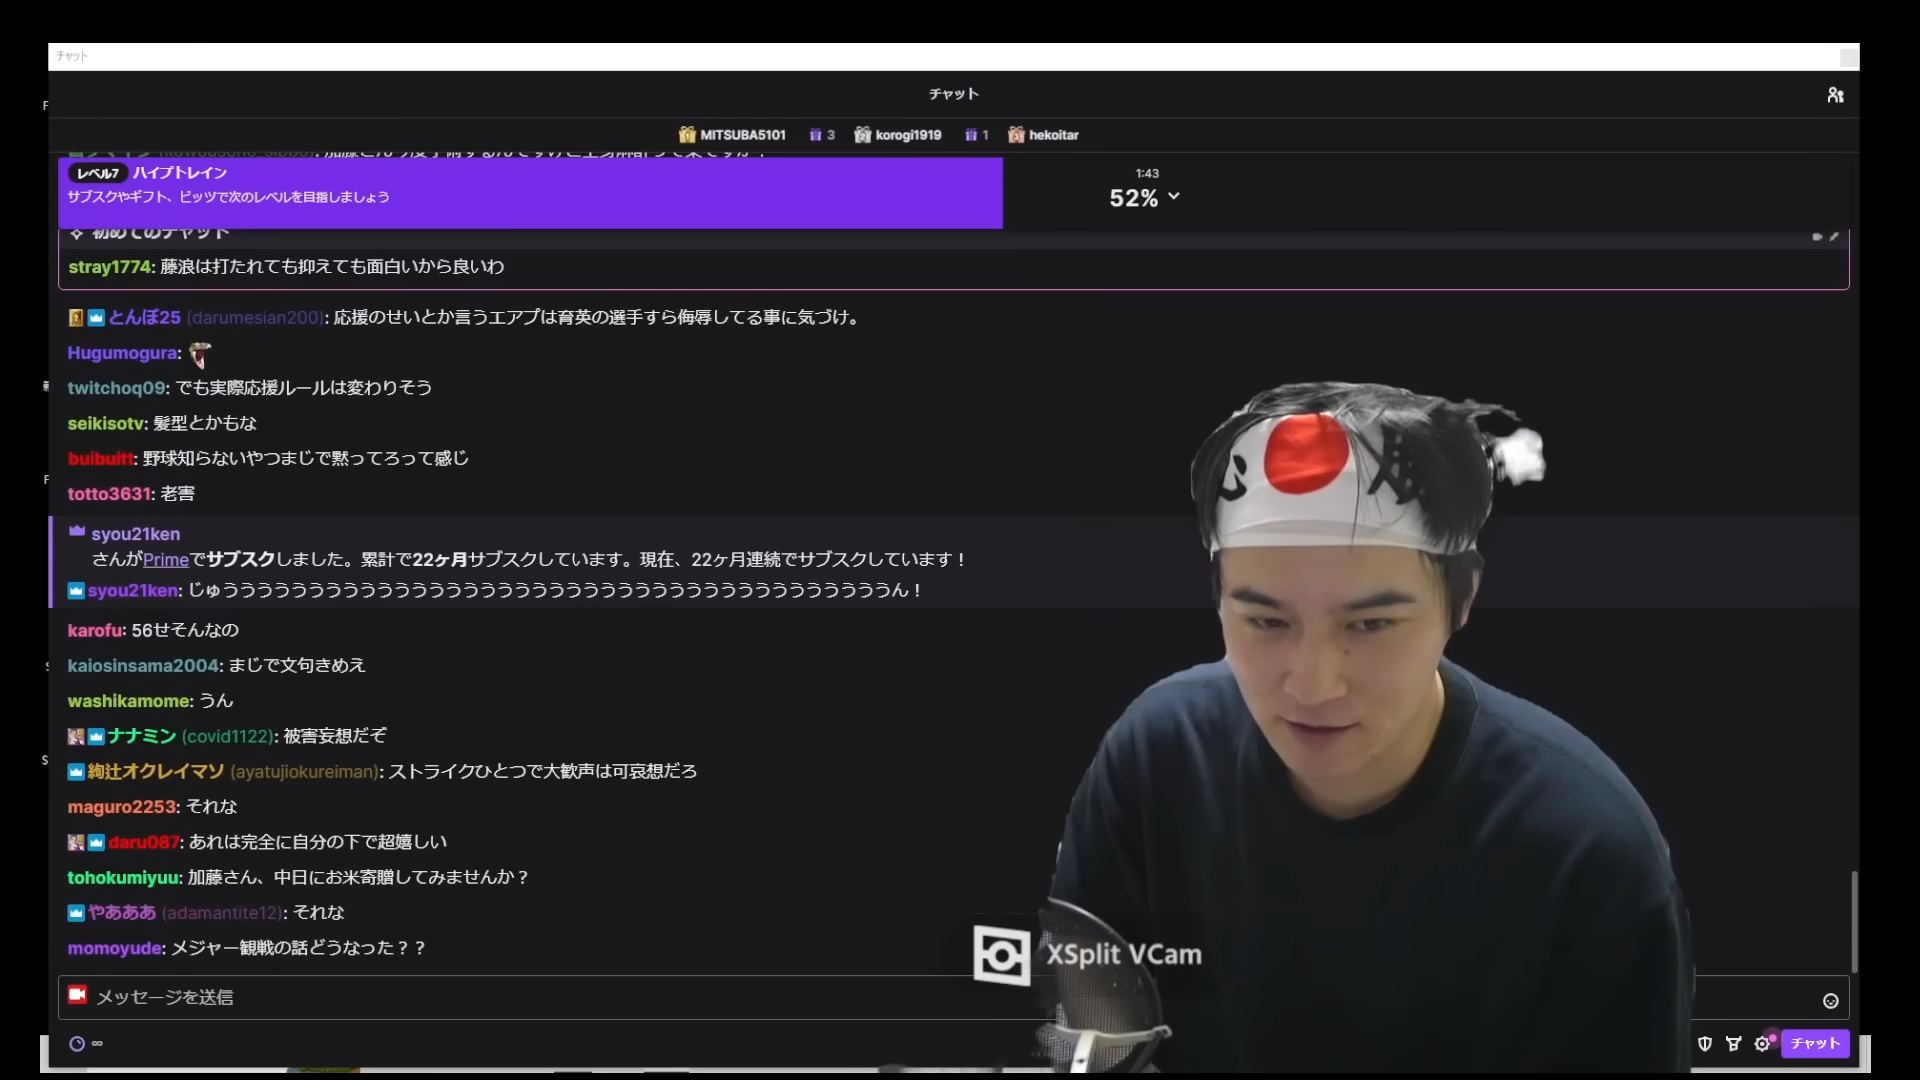 チャット
チャット
MITSUBA5101 3 korogi1919 1 hekoitar
レベル7 ハイプトレイン
サブスクやギフト、ビッツで次のレベルを目指しましょう
1:43
52%
初めてのチャット
stray1774: 藤浪は打たれても抑えても面白いから良いわ
とんぼ25 (darumesian200): 応援のせいとか言うエアプは育英の選手すら侮辱してる事に気づけ。
Hugumogura:
twitchoq09: でも実際応援ルールは変わりそう
seikisotv: 髪型とかもな
buibuitt: 野球知らないやつまじで黙ってろって感じ
totto3631: 老害
syou21ken
さんがPrimeでサブスクしました。累計で22ヶ月サブスクしています。現在、22ヶ月連続でサブスクしています！
syou21ken: じゅうううううううううううううううううううううううううううううううううううううううん！
karofu: 56せそんなの
kaiosinsama2004: まじで文句きめえ
washikamome: うん
ナナミン (covid1122): 被害妄想だぞ
絢辻オクレイマソ (ayatujiokureiman): ストライクひとつで大歓声は可哀想だろ
maguro2253: それな
daru087: あれは完全に自分の下で超嬉しい
tohokumiyuu: 加藤さん、中日にお米寄贈してみませんか？
やあああ (adamantite12): それな
momoyude: メジャー観戦の話どうなった？？
XSplit VCam
メッセージを送信
∞
チャット